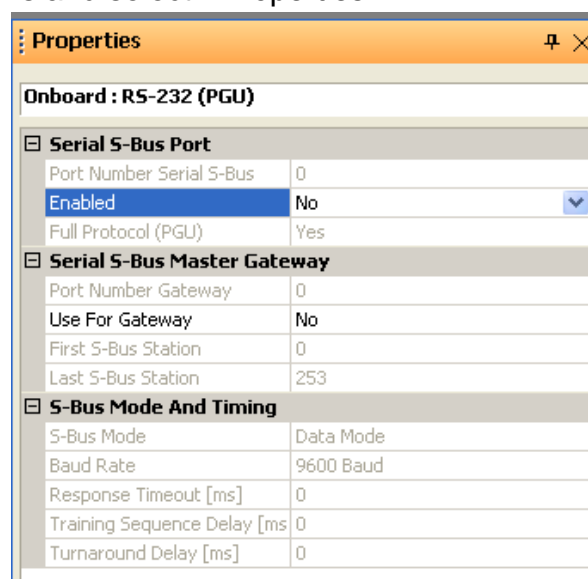 Properties
Onboard : RS-232 (PGU)
Serial S-Bus Port
Port Number Serial S-Bus 0
Enabled No
Full Protocol (PGU) Yes
Serial S-Bus Master Gateway
Port Number Gateway 0
Use For Gateway No
First S-Bus Station 0
Last S-Bus Station 253
S-Bus Mode And Timing
S-Bus Mode Data Mode
Baud Rate 9600 Baud
Response Timeout [ms] 0
Training Sequence Delay [ms 0
Turnaround Delay [ms] 0